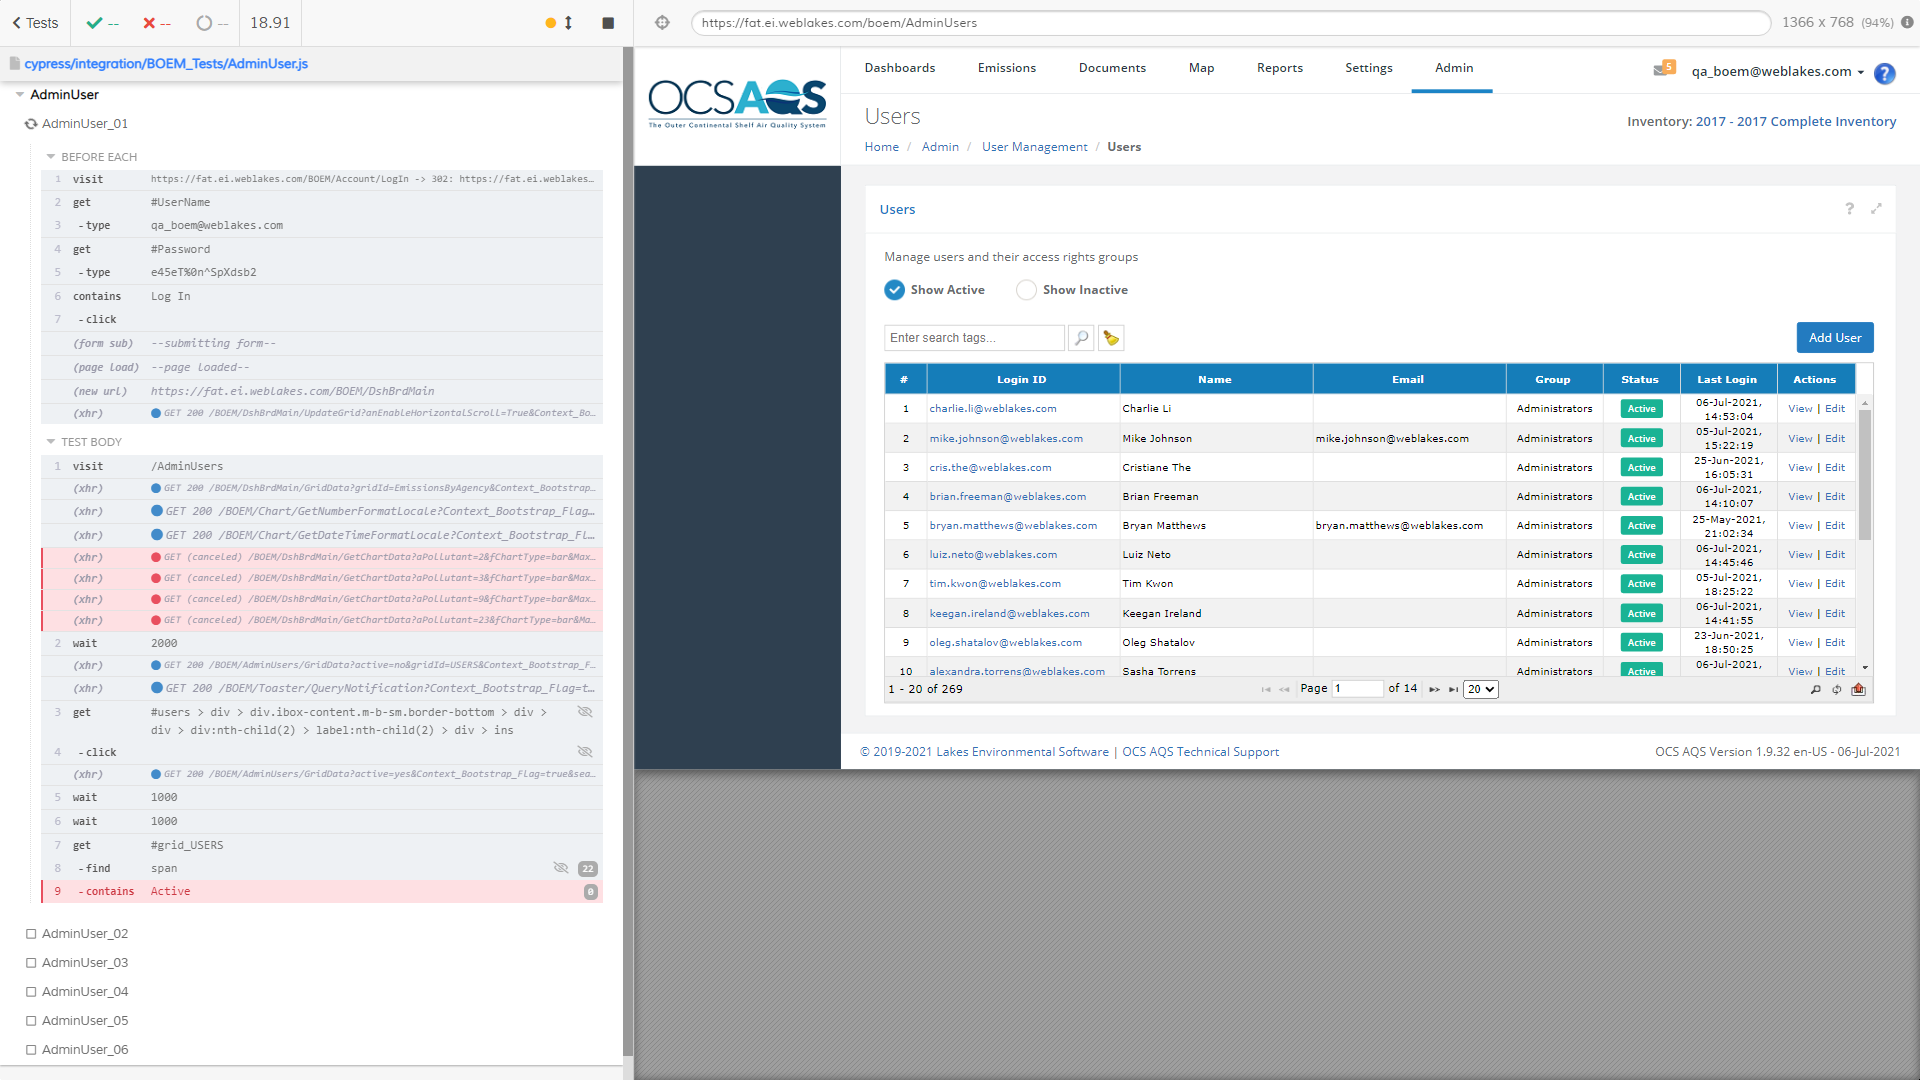 Tests
--
--
--
18.91
cypress/integration/BOEM_Tests/AdminUser.js
AdminUser
AdminUser_01
BEFORE EACH
1 visit https://fat.ei.weblakes.com/BOEM/Account/LogIn -> 302: https://fat.ei.weblakes...
2 get #UserName
3 -type qa_boem@weblakes.com
4 get #Password
5 -type e45eT%0n^SpXdsb2
6 contains Log In
7 -click
(form sub) --submitting form--
(page load) --page loaded--
(new url) https://fat.ei.weblakes.com/BOEM/DshBrdMain
(xhr) GET 200 /BOEM/DshBrdMain/UpdateGrid?anEnableHorizontalScroll=True&Context_Bo...
TEST BODY
1 visit /AdminUsers
(xhr) GET 200 /BOEM/DshBrdMain/GridData?gridId=EmissionsByAgency&Context_Bootstrap...
(xhr) GET 200 /BOEM/Chart/GetNumberFormatLocale?Context_Bootstrap_Flag...
(xhr) GET 200 /BOEM/Chart/GetDateTimeFormatLocale?Context_Bootstrap_Fl...
(xhr) GET (canceled) /BOEM/DshBrdMain/GetChartData?aPollutant=2&fChartType=bar&Max...
(xhr) GET (canceled) /BOEM/DshBrdMain/GetChartData?aPollutant=3&fChartType=bar&Max...
(xhr) GET (canceled) /BOEM/DshBrdMain/GetChartData?aPollutant=9&fChartType=bar&Max...
(xhr) GET (canceled) /BOEM/DshBrdMain/GetChartData?aPollutant=23&fChartType=bar&Ma...
2 wait 2000
(xhr) GET 200 /BOEM/AdminUsers/GridData?active=no&gridId=USERS&Context_Bootstrap_F...
(xhr) GET 200 /BOEM/Toaster/QueryNotification?Context_Bootstrap_Flag=t...
3 get #users > div > div.ibox-content.m-b-sm.border-bottom > div >
div > div:nth-child(2) > label:nth-child(2) > div > ins
4 -click
(xhr) GET 200 /BOEM/AdminUsers/GridData?active=yes&Context_Bootstrap_Flag=true&sea...
5 wait 1000
6 wait 1000
7 get #grid_USERS
8 -find span 22
9 -contains Active 0
AdminUser_02
AdminUser_03
AdminUser_04
AdminUser_05
AdminUser_06
https://fat.ei.weblakes.com/boem/AdminUsers
1366 x 768 (94%)
OCSAQS
The Outer Continental Shelf Air Quality System
Dashboards Emissions Documents Map Reports Settings Admin
5 qa_boem@weblakes.com ?
Users
Inventory: 2017 - 2017 Complete Inventory
Home / Admin / User Management / Users
Users ?
Manage users and their access rights groups
Show Active Show Inactive
Enter search tags...
Add User
# Login ID Name Email Group Status Last Login Actions
1 charlie.li@weblakes.com Charlie Li Administrators Active 06-Jul-2021, 14:53:04 View | Edit
2 mike.johnson@weblakes.com Mike Johnson mike.johnson@weblakes.com Administrators Active 05-Jul-2021, 15:22:19 View | Edit
3 cris.the@weblakes.com Cristiane The Administrators Active 25-Jun-2021, 16:05:31 View | Edit
4 brian.freeman@weblakes.com Brian Freeman Administrators Active 06-Jul-2021, 14:10:07 View | Edit
5 bryan.matthews@weblakes.com Bryan Matthews bryan.matthews@weblakes.com Administrators Active 25-May-2021, 21:02:34 View | Edit
6 luiz.neto@weblakes.com Luiz Neto Administrators Active 06-Jul-2021, 14:45:46 View | Edit
7 tim.kwon@weblakes.com Tim Kwon Administrators Active 05-Jul-2021, 18:25:22 View | Edit
8 keegan.ireland@weblakes.com Keegan Ireland Administrators Active 06-Jul-2021, 14:41:55 View | Edit
9 oleg.shatalov@weblakes.com Oleg Shatalov Administrators Active 23-Jun-2021, 18:50:25 View | Edit
10 alexandra.torrens@weblakes.com Sasha Torrens Administrators Active 06-Jul-2021, View | Edit
1 - 20 of 269 Page 1 of 14 20
© 2019-2021 Lakes Environmental Software | OCS AQS Technical Support
OCS AQS Version 1.9.32 en-US - 06-Jul-2021